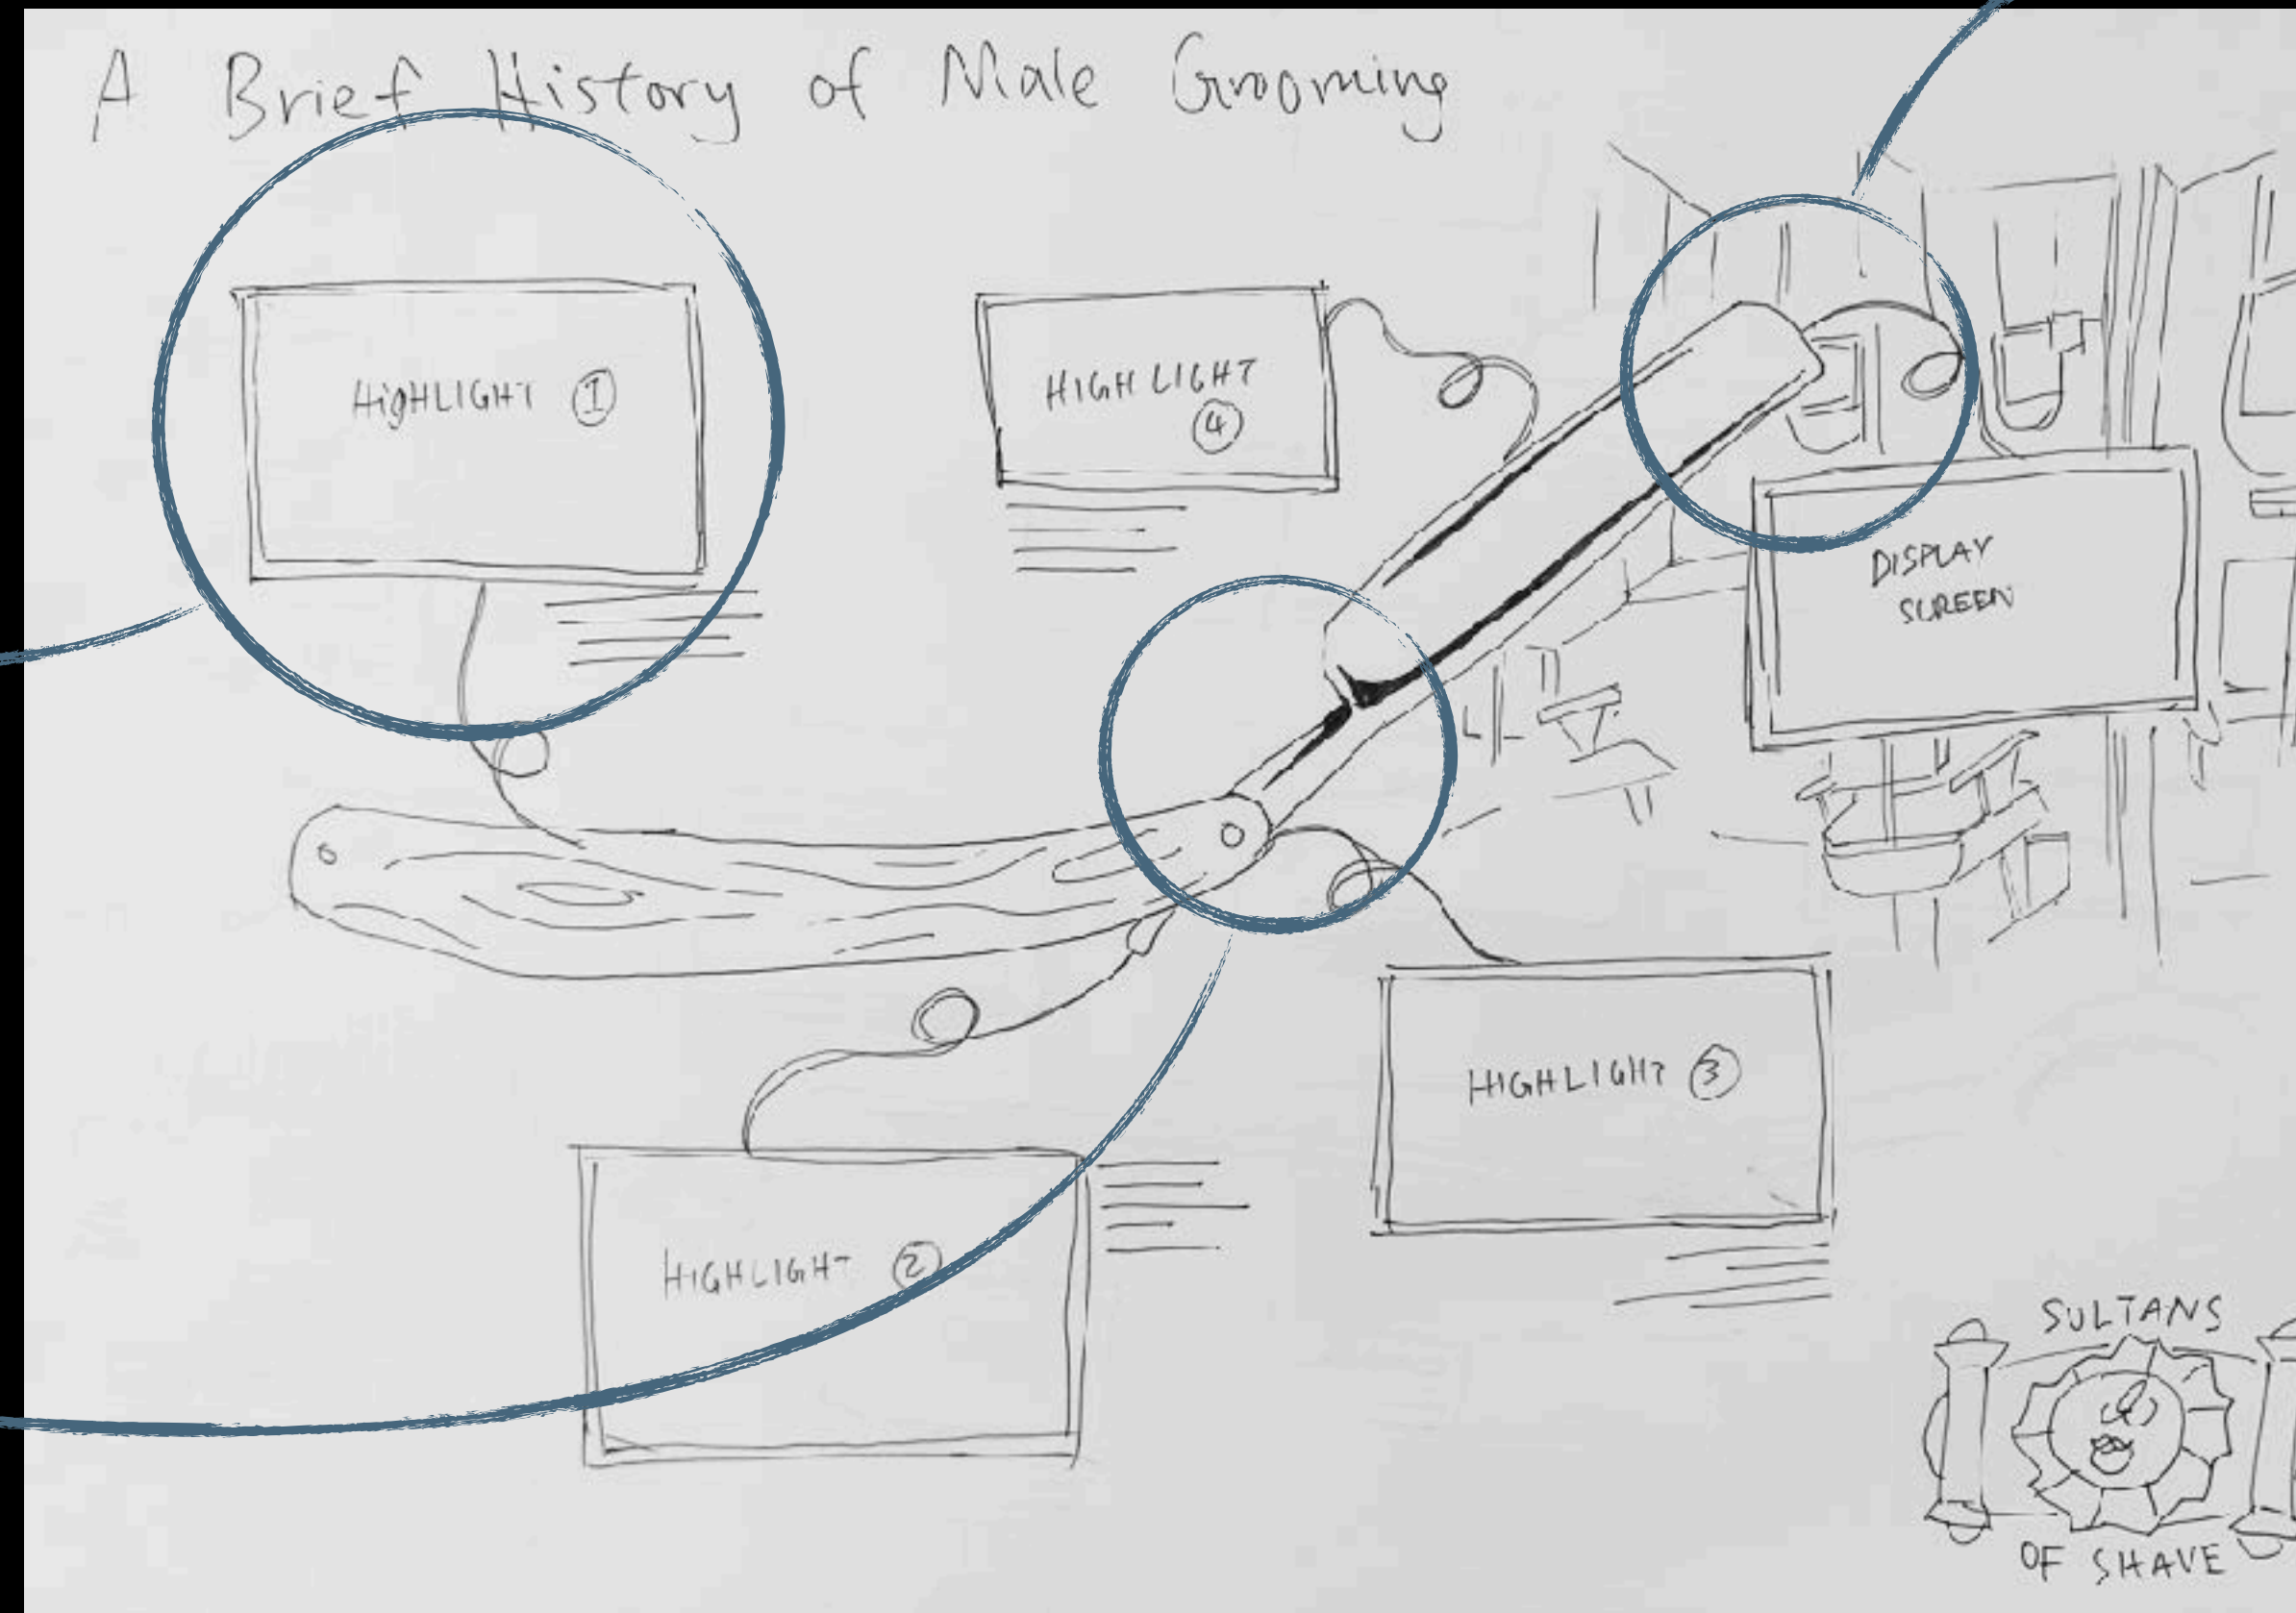 A Brief History of Male Grooming
HiGHLIGHT ①
HIGHLIGHT
④
DISPLAY
SCREEN
HIGHLIGHT ③
HIGHLIGHT ②
SULTANS
OF SHAVE